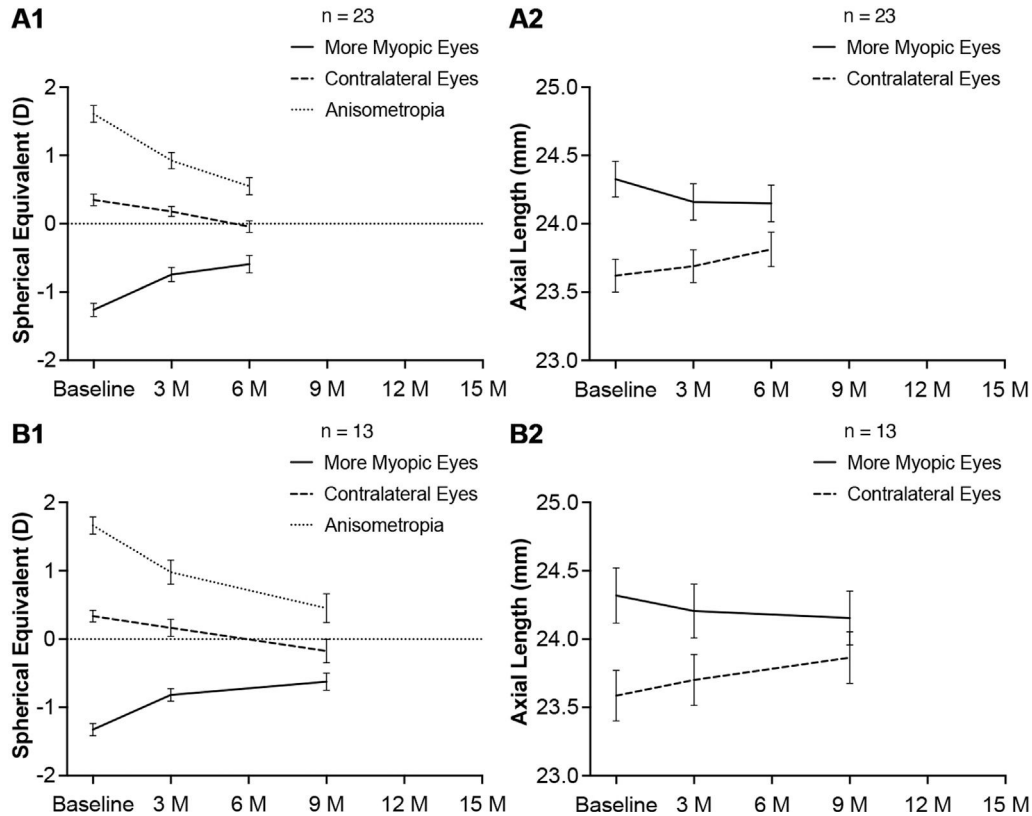 A1
n = 23
More Myopic Eyes
Contralateral Eyes
Anisometropia
Spherical Equivalent (D)
2
1
0
-1
-2
Baseline 3 M 6 M 9 M 12 M 15 M
A2
n = 23
More Myopic Eyes
Contralateral Eyes
Axial Length (mm)
25.0
24.5
24.0
23.5
23.0
Baseline 3 M 6 M 9 M 12 M 15 M
B1
n = 13
More Myopic Eyes
Contralateral Eyes
Anisometropia
Spherical Equivalent (D)
2
1
0
-1
-2
Baseline 3 M 6 M 9 M 12 M 15 M
B2
n = 13
More Myopic Eyes
Contralateral Eyes
Axial Length (mm)
25.0
24.5
24.0
23.5
23.0
Baseline 3 M 6 M 9 M 12 M 15 M